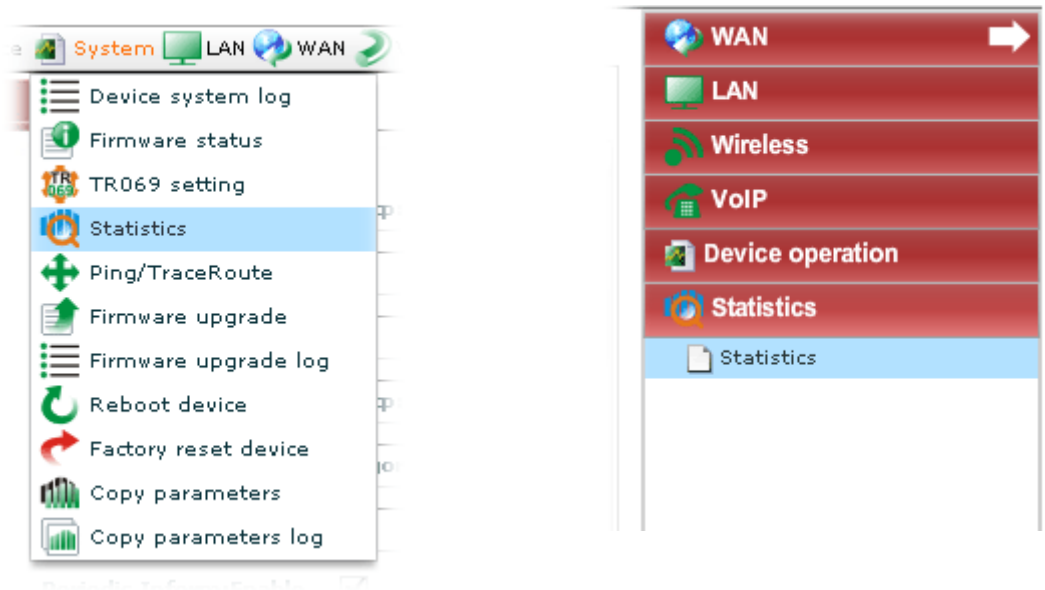 System LAN WAN
Device system log
Firmware status
TR069 setting
Statistics
Ping/TraceRoute
Firmware upgrade
Firmware upgrade log
Reboot device
Factory reset device
Copy parameters
Copy parameters log
WAN
LAN
Wireless
VoIP
Device operation
Statistics
Statistics